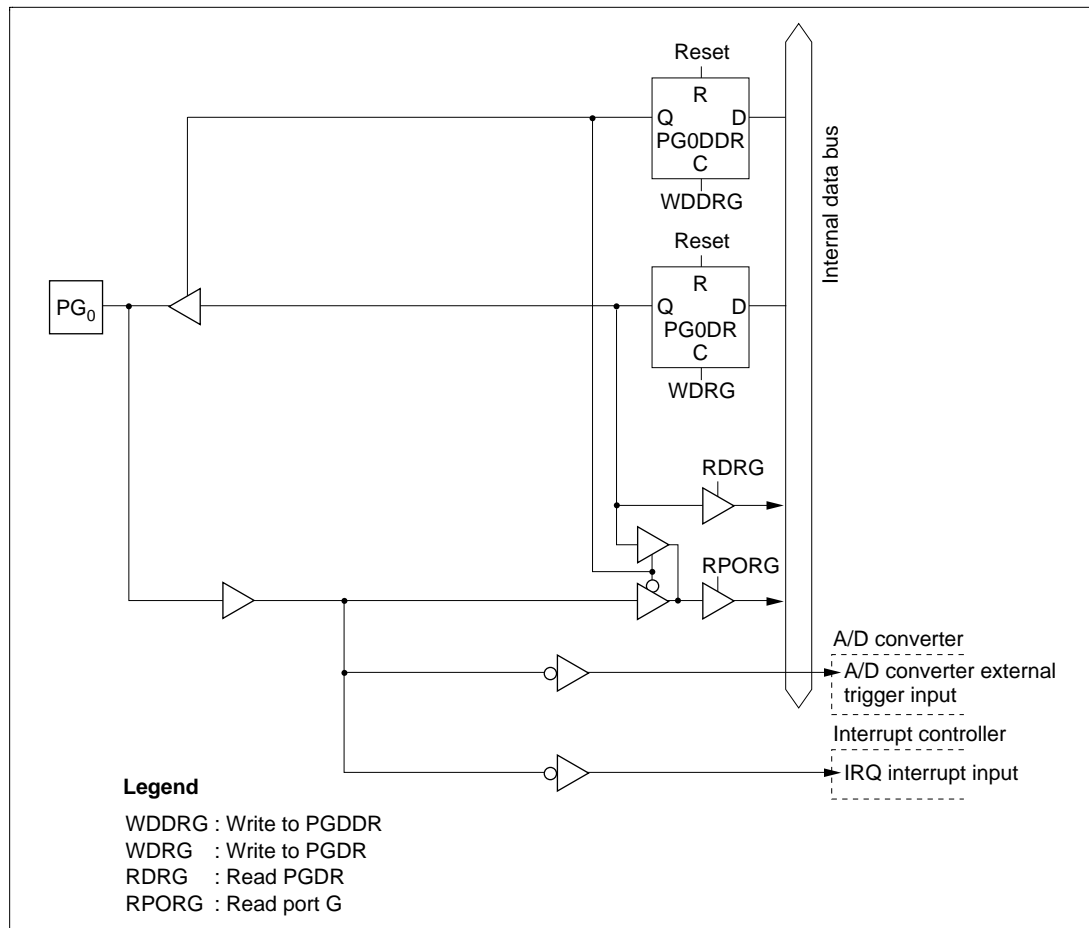 Reset
R
Q D
PG0DDR
C
WDDRG
Internal data bus
Reset
R
PG₀
Q D
PG0DR
C
WDRG
RDRG
RPORG
A/D converter
A/D converter external
trigger input
Interrupt controller
IRQ interrupt input
Legend
WDDRG : Write to PGDDR
WDRG : Write to PGDR
RDRG : Read PGDR
RPORG : Read port G